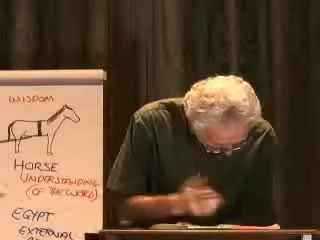 WISDOM
HORSE
UNDERSTANDING
(OF THE WORD)
EGYPT
EXTERNAL